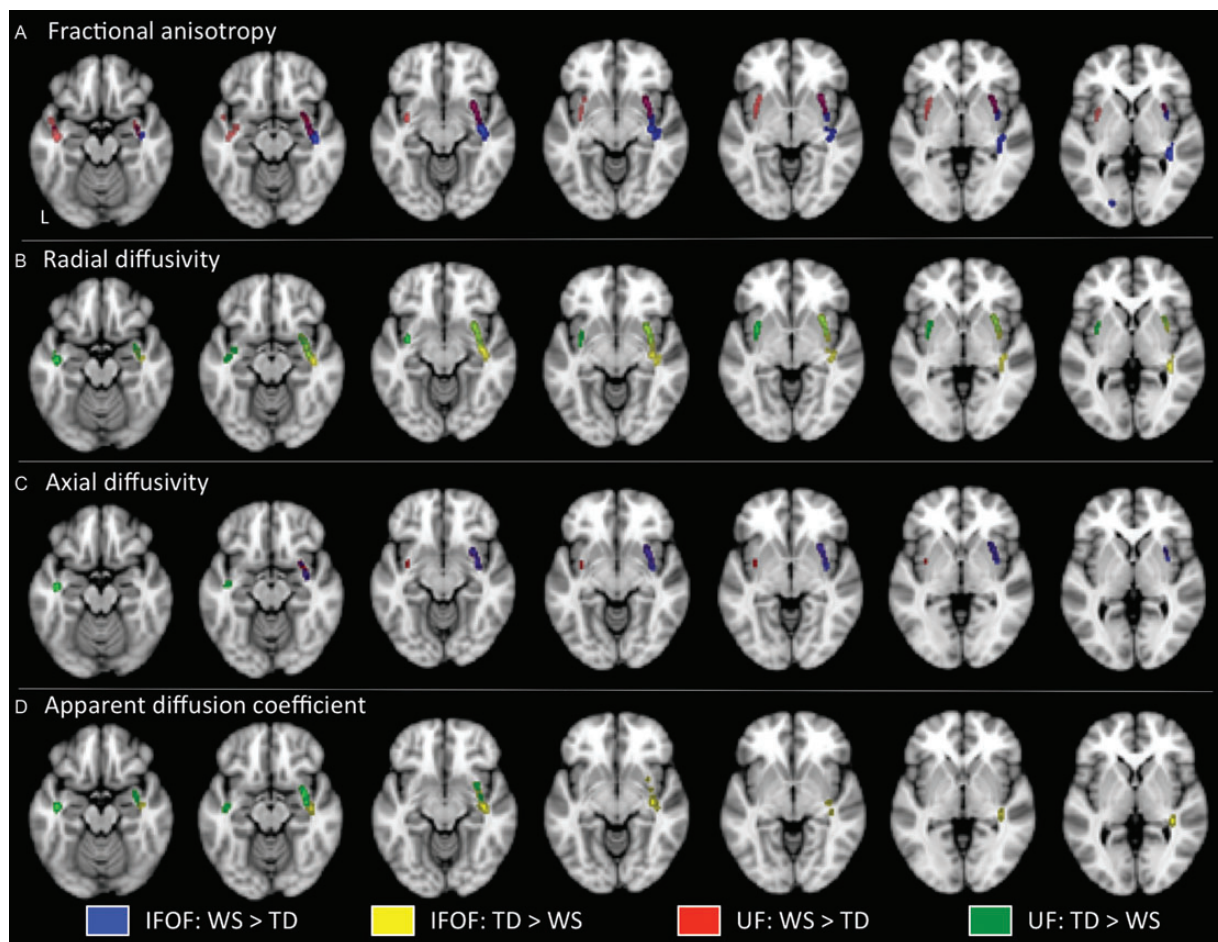 A Fractional anisotropy
L
B Radial diffusivity
C Axial diffusivity
D Apparent diffusion coefficient
IFOF: WS > TD IFOF: TD > WS UF: WS > TD UF: TD > WS